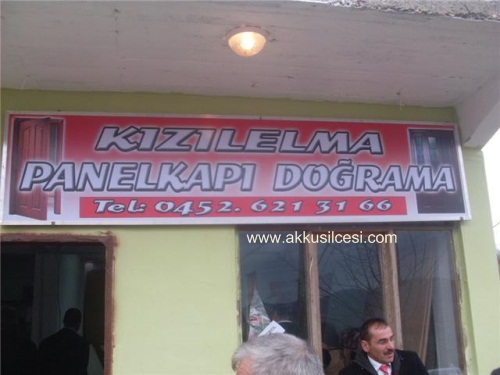 KIZILELMA
PANELKAPI DOĞRAMA
Tel: 0452. 621 31 66
www.akkusilcesi.com